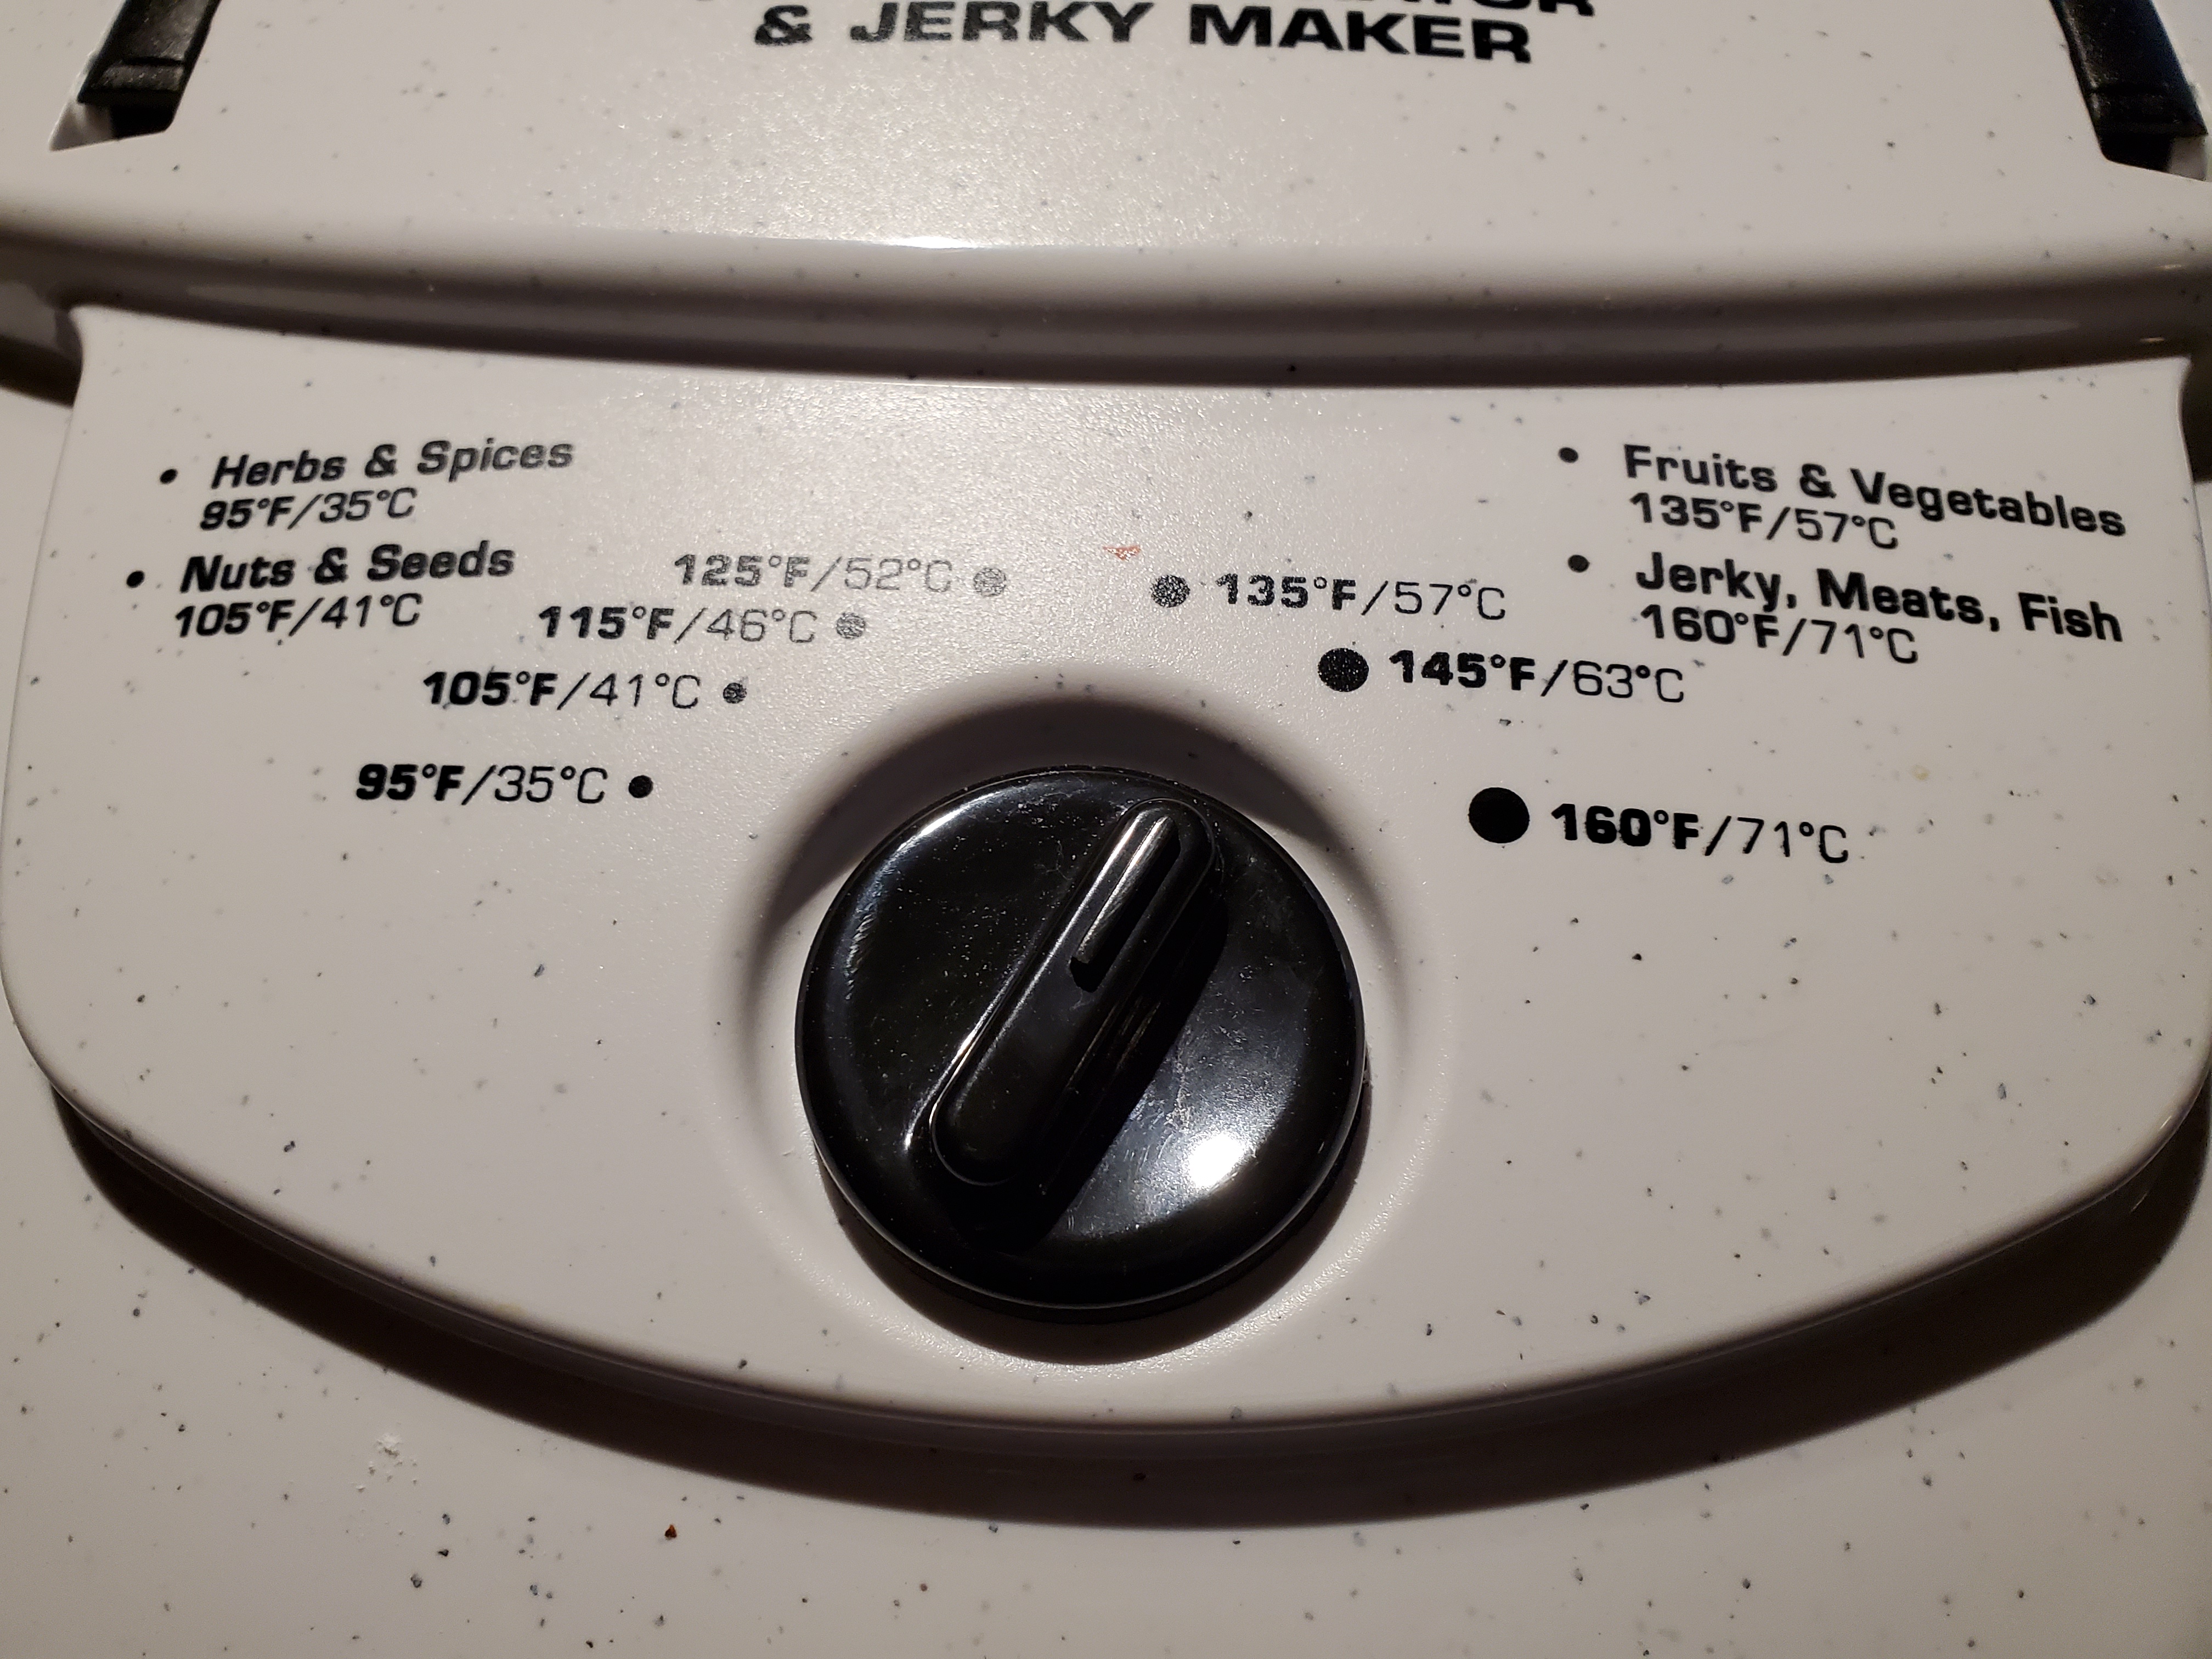 & JERKY MAKER
• Herbs & Spices
95°F/35°C
• Nuts & Seeds
105°F/41°C
125°F/52°C
115°F/46°C
105°F/41°C
95°F/35°C
135°F/57°C
145°F/63°C
160°F/71°C
• Fruits & Vegetables
135°F/57°C
• Jerky, Meats, Fish
160°F/71°C